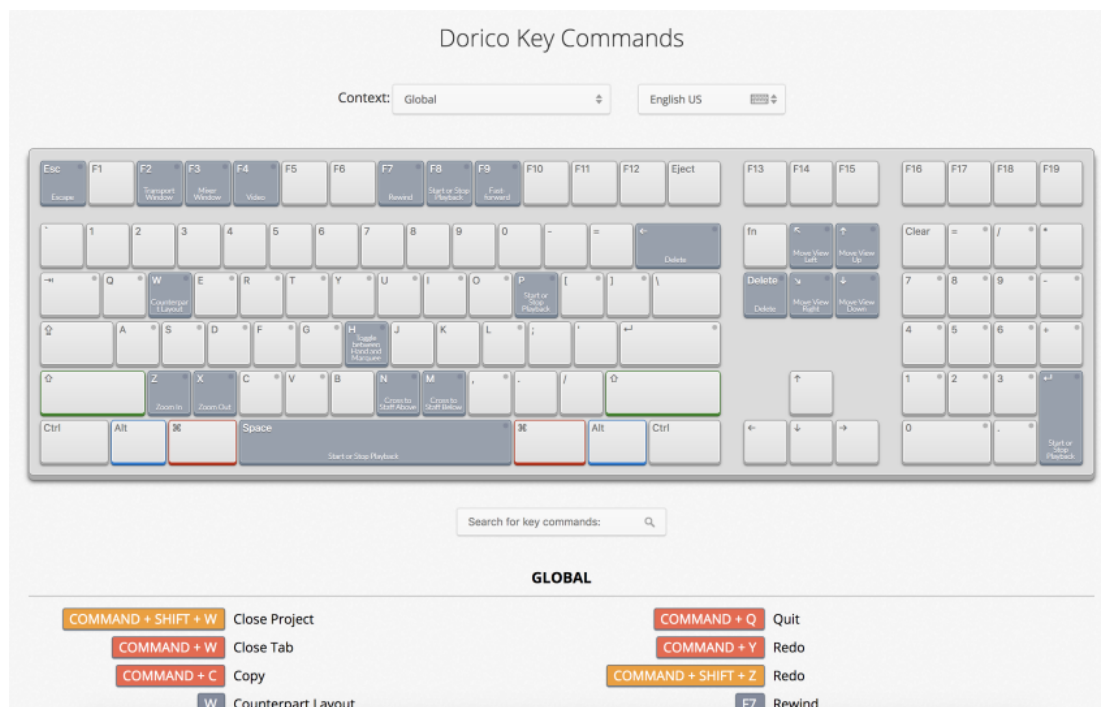 Dorico Key Commands
Context: Global English US
Esc F1 F2 F3 F4 F5 F6 F7 F8 F9 F10 F11 F12 Eject F13 F14 F15 F16 F17 F18 F19
Escape Transport Window Mixer Window Video Rewind Start or Stop Playback Fast-forward
` 1 2 3 4 5 6 7 8 9 0 - = ← fn ↖ ↑ Clear = / *
Delete Move View Left Move View Up
⇥ Q W E R T Y U I O P [ ] \ Delete ↘ ↓ 7 8 9 -
Counterpart Layout Start or Stop Playback Delete Move View Right Move View Down
⇪ A S D F G H J K L ; ' ↵ 4 5 6 +
Toggle between Hand and Marquee
⇧ Z X C V B N M , . / ⇧ ↑ 1 2 3 ↵
Zoom In Zoom Out Cross to Staff Above Cross to Staff Below
Ctrl Alt ⌘ Space ⌘ Alt Ctrl ← ↓ → 0 .
Start or Stop Playback Start or Stop Playback
Search for key commands:
GLOBAL
COMMAND + SHIFT + W Close Project COMMAND + Q Quit
COMMAND + W Close Tab COMMAND + Y Redo
COMMAND + C Copy COMMAND + SHIFT + Z Redo
W Counterpart Layout F7 Rewind